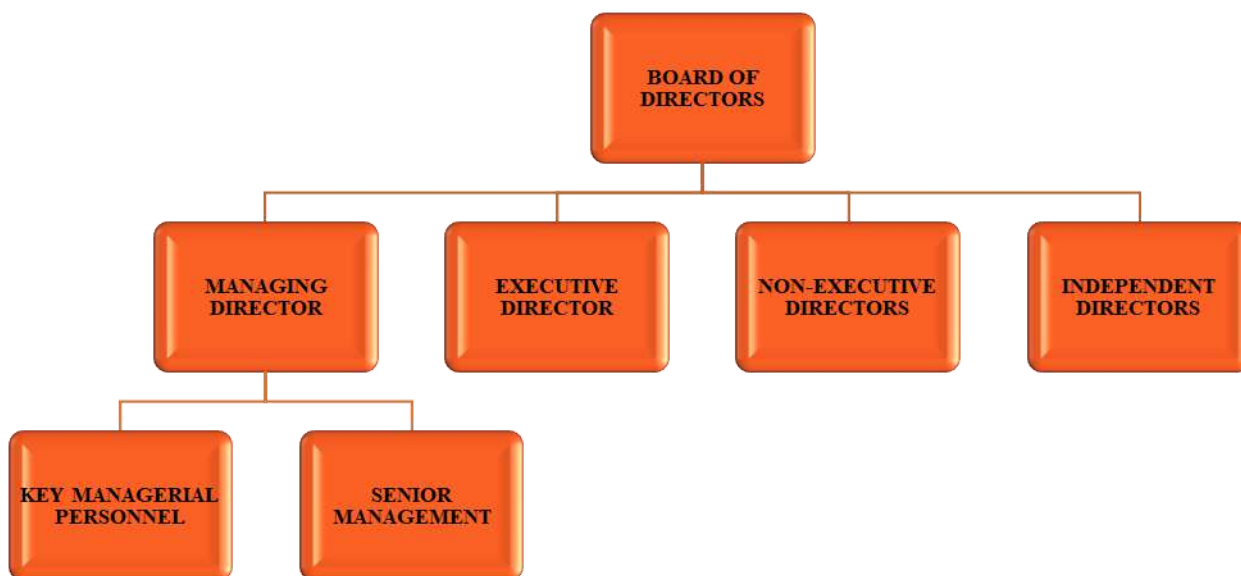 BOARD OF
DIRECTORS
MANAGING
DIRECTOR
EXECUTIVE
DIRECTOR
NON-EXECUTIVE
DIRECTORS
INDEPENDENT
DIRECTORS
KEY MANAGERIAL
PERSONNEL
SENIOR
MANAGEMENT